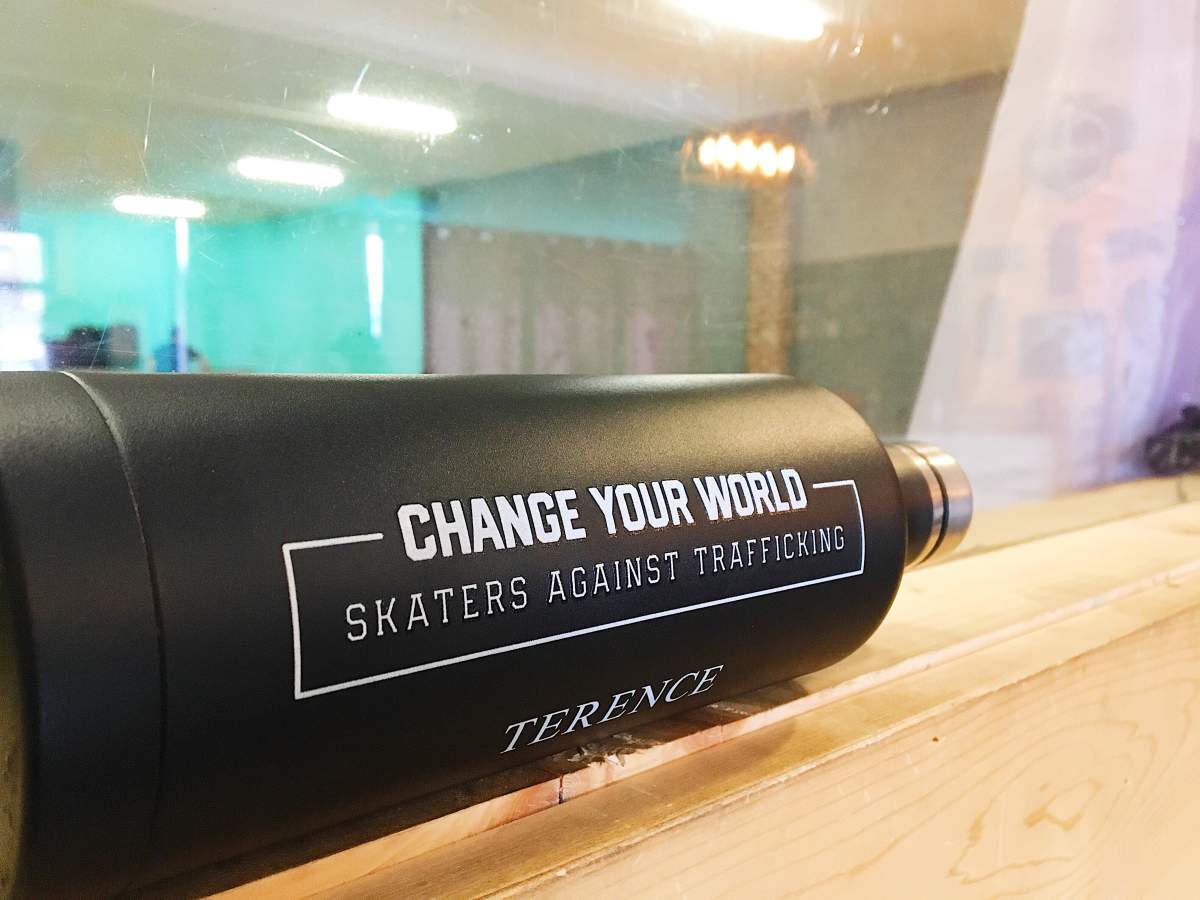 CHANGE YOUR WORLD
SKATERS AGAINST TRAFFICKING
TERENCE